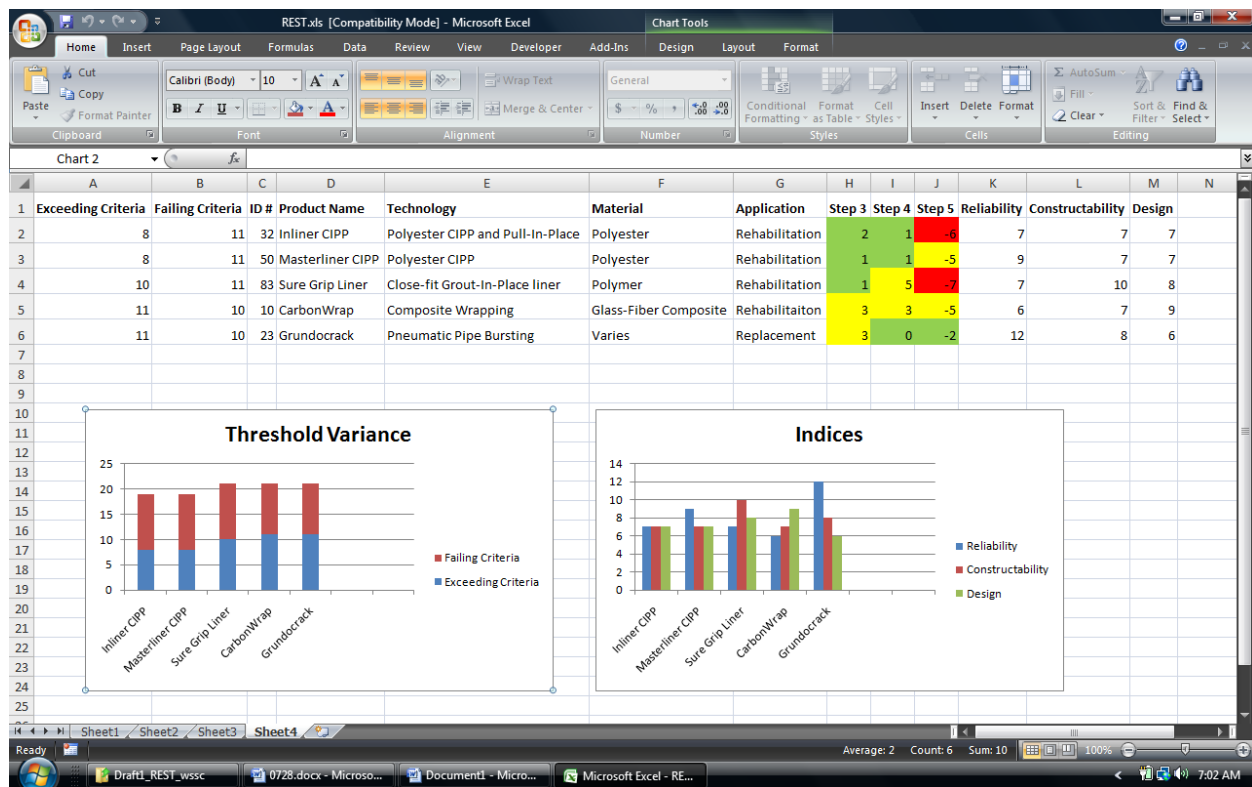 REST.xls [Compatibility Mode] - Microsoft Excel
Chart Tools
Home Insert Page Layout Formulas Data Review View Developer Add-Ins Design Layout Format
Paste
Cut
Copy
Format Painter
Clipboard
Calibri (Body) 10
B I U
Font
Wrap Text
Merge & Center
Alignment
General
$ % ,
Number
Conditional Formatting
Format as Table
Cell Styles
Styles
Insert Delete Format
Cells
Σ AutoSum
Fill
Clear
Sort & Filter
Find & Select
Editing
Chart 2
fx
A B C D E F G H I J K L M N
1 Exceeding Criteria Failing Criteria ID # Product Name Technology Material Application Step 3 Step 4 Step 5 Reliability Constructability Design
2 8 11 32 Inliner CIPP Polyester CIPP and Pull-In-Place Polyester Rehabilitation 2 1 -6 7 7 7
3 8 11 50 Masterliner CIPP Polyester CIPP Polyester Rehabilitation 1 1 -5 9 7 7
4 10 11 83 Sure Grip Liner Close-fit Grout-In-Place liner Polymer Rehabilitation 1 5 -7 7 10 8
5 11 10 10 CarbonWrap Composite Wrapping Glass-Fiber Composite Rehabilitaiton 3 3 -5 6 7 9
6 11 10 23 Grundocrack Pneumatic Pipe Bursting Varies Replacement 3 0 -2 12 8 6
7
8
9
10
11
12
13
14
15
16
17
18
19
20
21
22
23
24
25
Threshold Variance
25
20
15
10
5
0
Inliner CIPP
Masterliner CIPP
Sure Grip Liner
CarbonWrap
Grundocrack
Failing Criteria
Exceeding Criteria
Indices
14
12
10
8
6
4
2
0
Inliner CIPP
Masterliner CIPP
Sure Grip Liner
CarbonWrap
Grundocrack
Reliability
Constructability
Design
Sheet1 Sheet2 Sheet3 Sheet4
Ready
Average: 2 Count: 6 Sum: 10 100%
Draft1_REST_wssc
0728.docx - Microso...
Document1 - Micro...
Microsoft Excel - RE...
7:02 AM